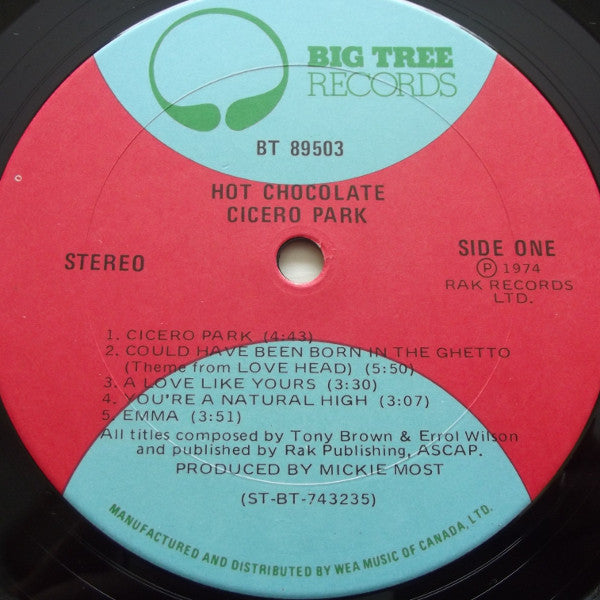 BIG TREE
RECORDS
BT 89503
HOT CHOCOLATE
CICERO PARK
STEREO
SIDE ONE
Ⓟ 1974
RAK RECORDS
LTD.
1. CICERO PARK (4:43)
2. COULD HAVE BEEN BORN IN THE GHETTO
(Theme from LOVE HEAD) (5:50)
3. A LOVE LIKE YOURS (3:30)
4. YOU'RE A NATURAL HIGH (3:07)
5. EMMA (3:51)
All titles composed by Tony Brown & Errol Wilson
and published by Rak Publishing, ASCAP.
PRODUCED BY MICKIE MOST
(ST-BT-743235)
MANUFACTURED AND DISTRIBUTED BY WEA MUSIC OF CANADA, LTD.